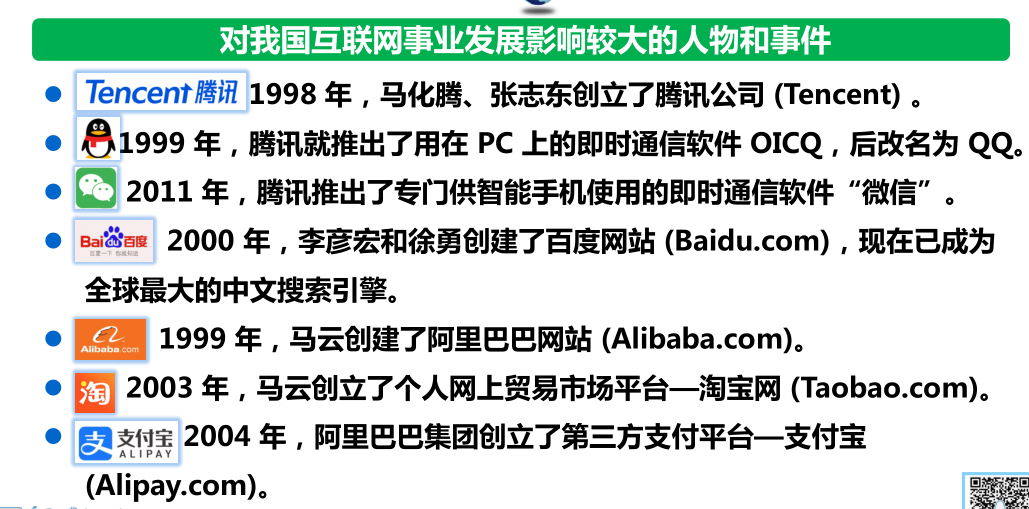 对我国互联网事业发展影响较大的人物和事件
Tencent 腾讯 1998 年，马化腾、张志东创立了腾讯公司 (Tencent) 。
1999 年，腾讯就推出了用在 PC 上的即时通信软件 OICQ，后改名为 QQ。
2011 年，腾讯推出了专门供智能手机使用的即时通信软件“微信”。
Bai du 百度 2000 年，李彦宏和徐勇创建了百度网站 (Baidu.com)，现在已成为
百度一下 你就知道
全球最大的中文搜索引擎。
Alibaba.com 1999 年，马云创建了阿里巴巴网站 (Alibaba.com)。
淘 2003 年，马云创立了个人网上贸易市场平台—淘宝网 (Taobao.com)。
支 支付宝 2004 年，阿里巴巴集团创立了第三方支付平台—支付宝
ALIPAY
(Alipay.com)。